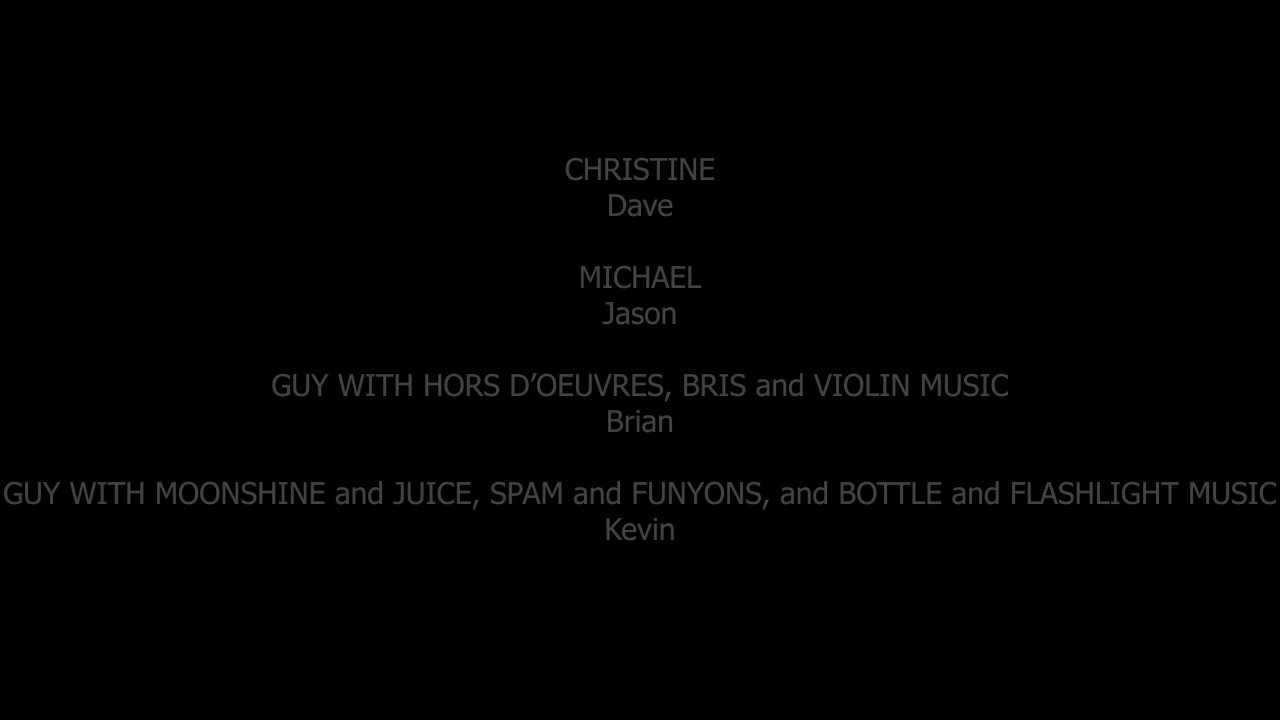 CHRISTINE
Dave
MICHAEL
Jason
GUY WITH HORS D’OEUVRES, BRIS and VIOLIN MUSIC
Brian
GUY WITH MOONSHINE and JUICE, SPAM and FUNYONS, and BOTTLE and FLASHLIGHT MUSIC
Kevin